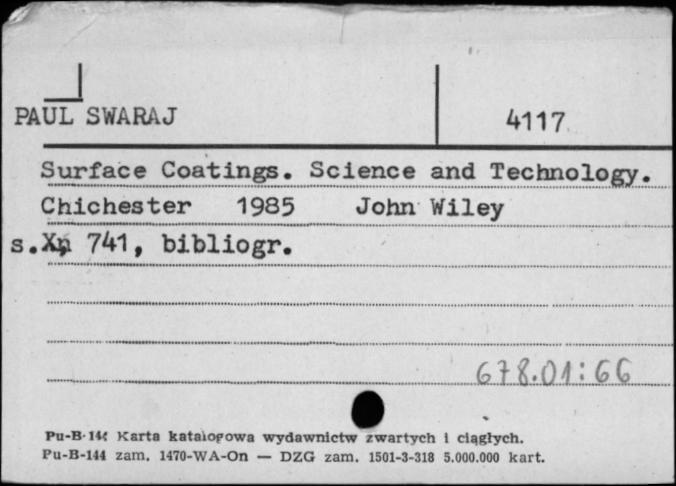 PAUL SWARAJ 4117
Surface Coatings. Science and Technology.
Chichester 1985 John Wiley
s. 741, bibliogr.
678.01:66
Pu-B-144 Karta katalogowa wydawnictw zwartych i ciągłych.
Pu-B-144 zam. 1470-WA-On — DZG zam. 1501-3-318 5.000.000 kart.